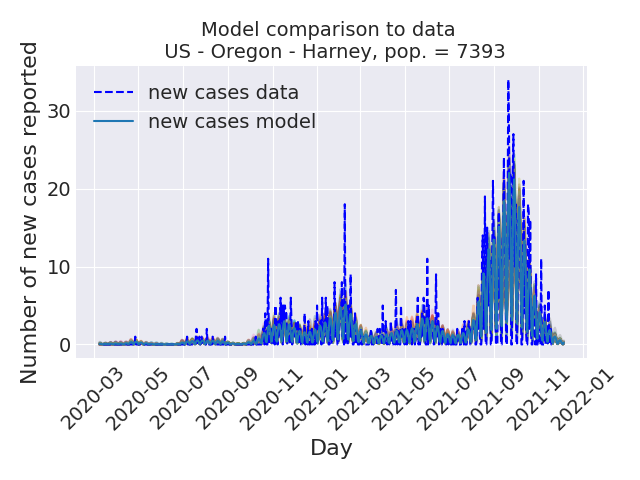 Model comparison to data
US - Oregon - Harney, pop. = 7393
Number of new cases reported
30
20
10
0
new cases data
new cases model
2020-03
2020-05
2020-07
2020-09
2020-11
2021-01
2021-03
2021-05
2021-07
2021-09
2021-11
2022-01
Day